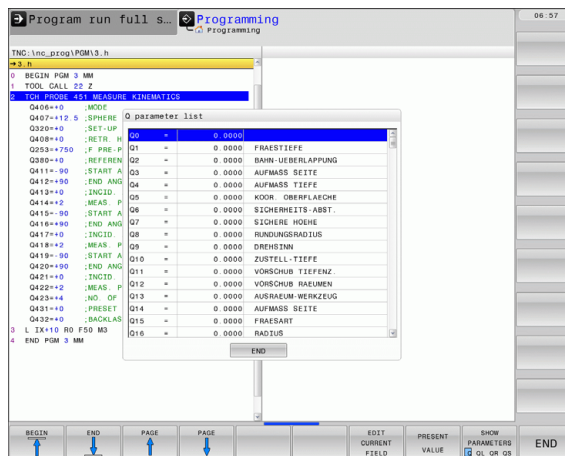 Program run full s... Programming
Programming
06:57
TNC:\nc_prog\PGM\3.h
→3.h
0 BEGIN PGM 3 MM
1 TOOL CALL 22 Z
2 TCH PROBE 451 MEASURE KINEMATICS
Q406=+0 ;MODE
Q407=+12.5 ;SPHERE
Q320=+0 ;SET-UP
Q408=+0 ;RETR. H
Q253=+750 ;F PRE-P
Q380=+0 ;REFEREN
Q411=-90 ;START A
Q412=+90 ;END ANG
Q413=+0 ;INCID.
Q414=+2 ;MEAS. P
Q415=-90 ;START A
Q416=+90 ;END ANG
Q417=+0 ;INCID.
Q418=+2 ;MEAS. P
Q419=-90 ;START A
Q420=+90 ;END ANG
Q421=+0 ;INCID.
Q422=+2 ;MEAS. P
Q423=+4 ;NO. OF
Q431=+0 ;PRESET
Q432=+0 ;BACKLAS
3 L IX+10 R0 F50 M3
4 END PGM 3 MM
Q parameter list
Q0 = 0.0000
Q1 = 0.0000 FRAESTIEFE
Q2 = 0.0000 BAHN-UEBERLAPPUNG
Q3 = 0.0000 AUFMASS SEITE
Q4 = 0.0000 AUFMASS TIEFE
Q5 = 0.0000 KOOR. OBERFLAECHE
Q6 = 0.0000 SICHERHEITS-ABST.
Q7 = 0.0000 SICHERE HOEHE
Q8 = 0.0000 RUNDUNGSRADIUS
Q9 = 0.0000 DREHSINN
Q10 = 0.0000 ZUSTELL-TIEFE
Q11 = 0.0000 VORSCHUB TIEFENZ.
Q12 = 0.0000 VORSCHUB RAEUMEN
Q13 = 0.0000 AUSRAEUM-WERKZEUG
Q14 = 0.0000 AUFMASS SEITE
Q15 = 0.0000 FRAESART
Q16 = 0.0000 RADIUS
END
BEGIN
END
PAGE
PAGE
EDIT
CURRENT
FIELD
PRESENT
VALUE
SHOW
PARAMETERS
Q QL QR QS
END